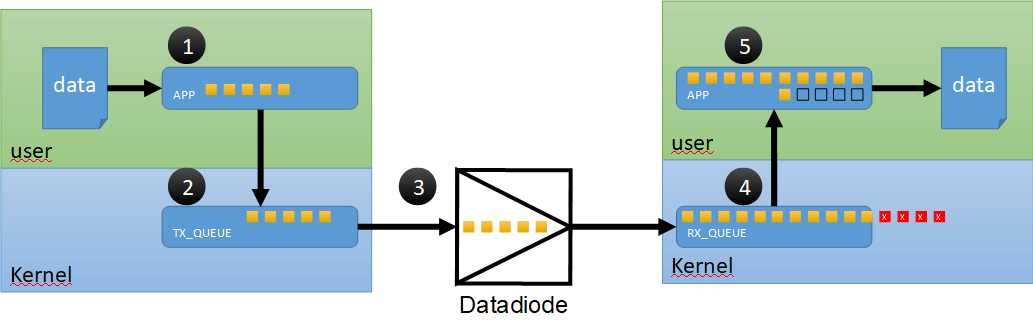 1
5
data
APP
APP
data
user
user
2
3
4
x x x x
TX_QUEUE
RX_QUEUE
Kernel
Kernel
Datadiode